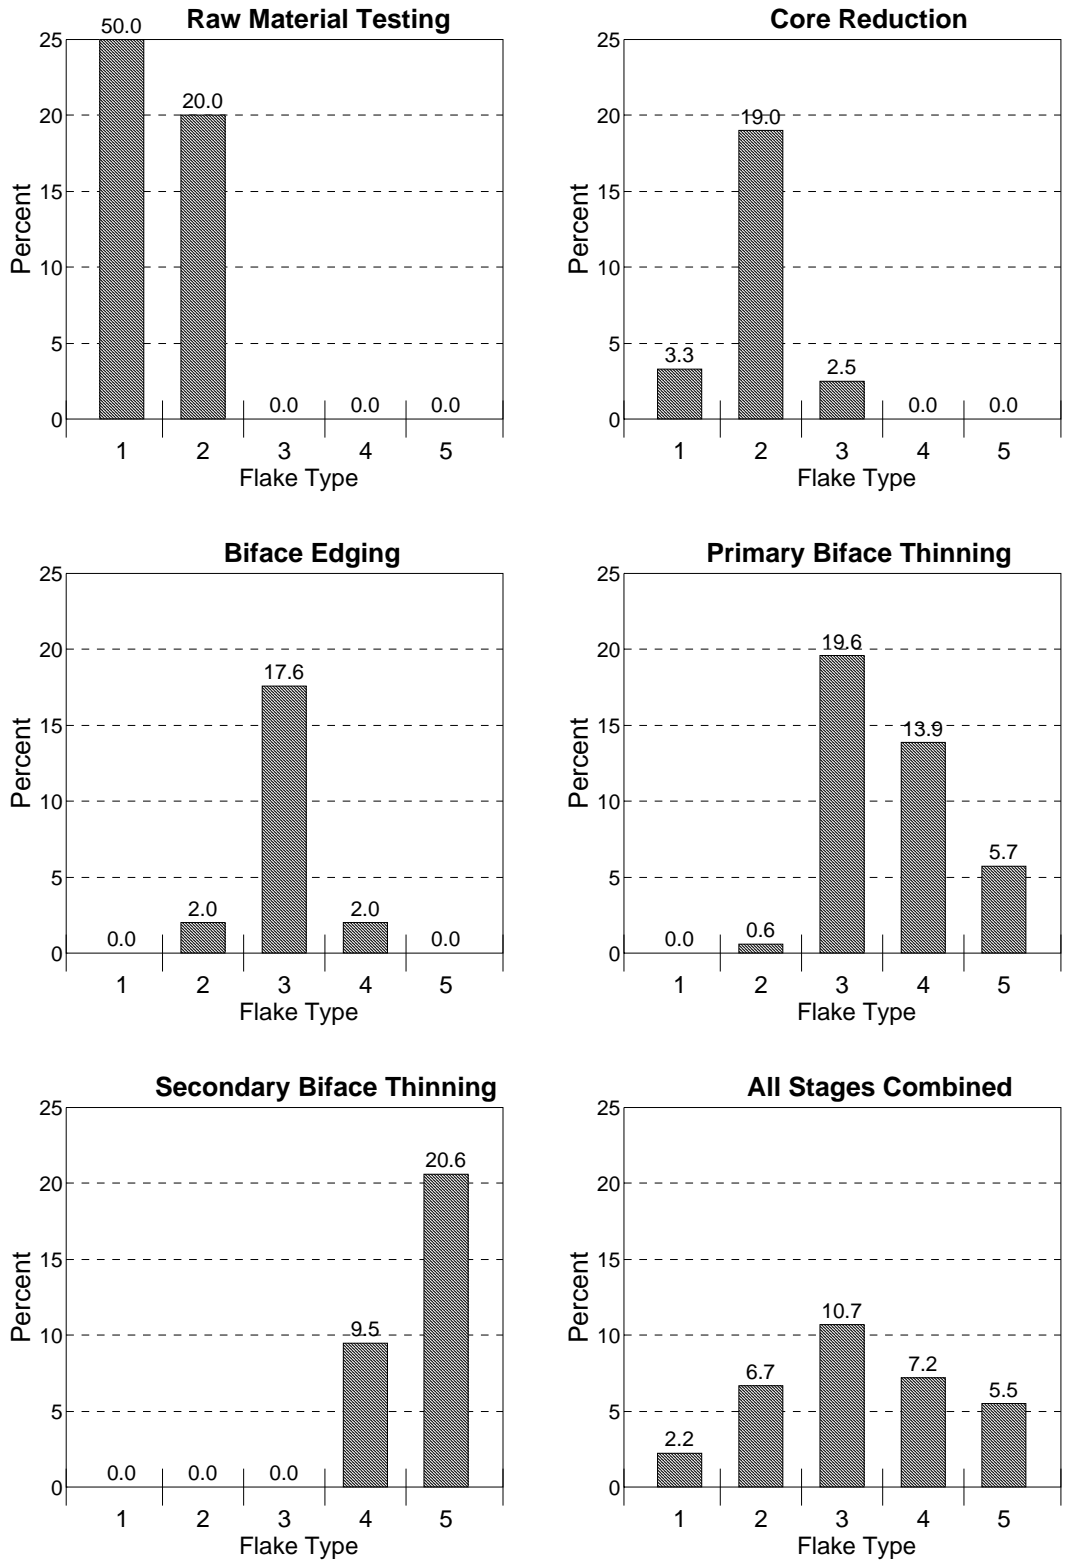 Raw Material Testing
50.0
25
20.0
20
15
Percent
10
5
0.0 0.0 0.0
0
1 2 3 4 5
Flake Type
Core Reduction
25
20
19.0
15
Percent
10
5
3.3
2.5
0.0 0.0
0
1 2 3 4 5
Flake Type
Biface Edging
25
20
17.6
15
Percent
10
5
0.0 2.0 2.0 0.0
0
1 2 3 4 5
Flake Type
Primary Biface Thinning
25
20
19.6
15
13.9
Percent
10
5.7
5
0.0 0.6
0
1 2 3 4 5
Flake Type
Secondary Biface Thinning
25
20.6
20
15
Percent
10
9.5
5
0.0 0.0 0.0
0
1 2 3 4 5
Flake Type
All Stages Combined
25
20
15
Percent
10.7
10
6.7 7.2
5.5
5
2.2
0
1 2 3 4 5
Flake Type